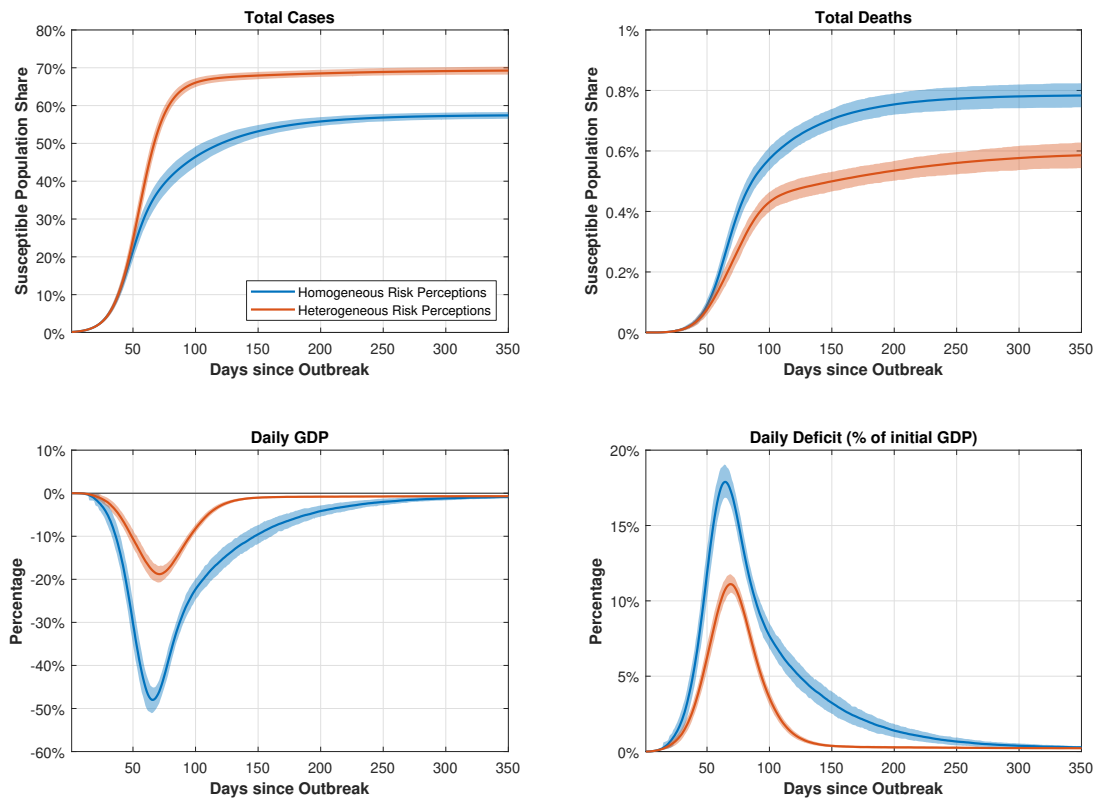 Total Cases
80%
70%
60%
50%
40%
30%
20%
10%
0%
Susceptible Population Share
50 100 150 200 250 300 350
Days since Outbreak
Homogeneous Risk Perceptions
Heterogeneous Risk Perceptions
Total Deaths
1%
0.8%
0.6%
0.4%
0.2%
0%
Susceptible Population Share
50 100 150 200 250 300 350
Days since Outbreak
Daily GDP
10%
0%
-10%
-20%
-30%
-40%
-50%
-60%
Percentage
50 100 150 200 250 300 350
Days since Outbreak
Daily Deficit (% of initial GDP)
20%
15%
10%
5%
0%
Percentage
50 100 150 200 250 300 350
Days since Outbreak